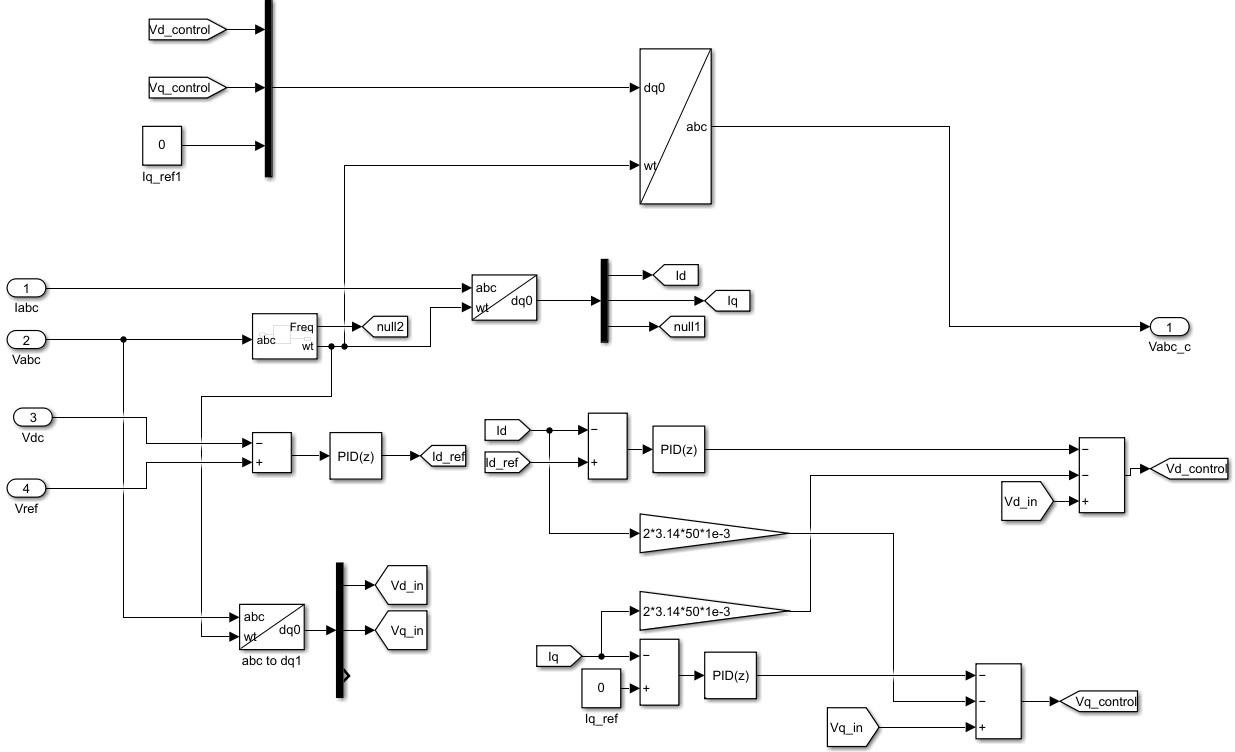 Vd_control
Vq_control
0
Iq_ref1
dq0
abc
wt
1
Iabc
abc
wt
dq0
Id
Iq
null1
2
Vabc
abc
Freq
wt
null2
1
Vabc_c
3
Vdc
−
+
PID(z)
Id_ref
4
Vref
Id
Id_ref
−
+
PID(z)
−
−
+
Vd_in
Vd_control
2*3.14*50*1e-3
2*3.14*50*1e-3
abc
wt
dq0
abc to dq1
Vd_in
Vq_in
Iq
0
Iq_ref
−
+
PID(z)
−
−
+
Vq_in
Vq_control